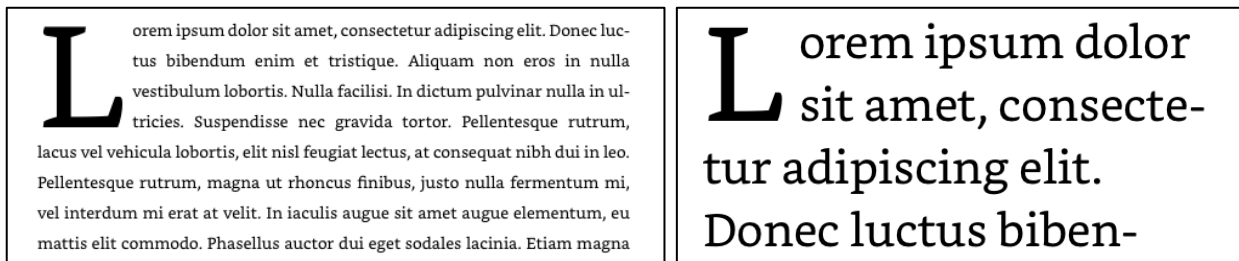 Lorem ipsum dolor sit amet, consectetur adipiscing elit. Donec luc-
tus bibendum enim et tristique. Aliquam non eros in nulla
vestibulum lobortis. Nulla facilisi. In dictum pulvinar nulla in ul-
tricies. Suspendisse nec gravida tortor. Pellentesque rutrum,
lacus vel vehicula lobortis, elit nisl feugiat lectus, at consequat nibh dui in leo.
Pellentesque rutrum, magna ut rhoncus finibus, justo nulla fermentum mi,
vel interdum mi erat at velit. In iaculis augue sit amet augue elementum, eu
mattis elit commodo. Phasellus auctor dui eget sodales lacinia. Etiam magna
Lorem ipsum dolor
sit amet, consecte-
tur adipiscing elit.
Donec luctus biben-